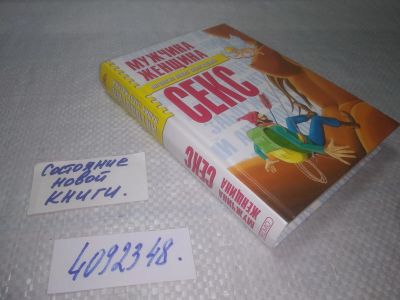 МУЖЧИНА
ЖЕНЩИНА
СЕКС
МУЖЧИНА
ЖЕНЩИНА
СЕКС
Состояние
новой
книги.
4092348.